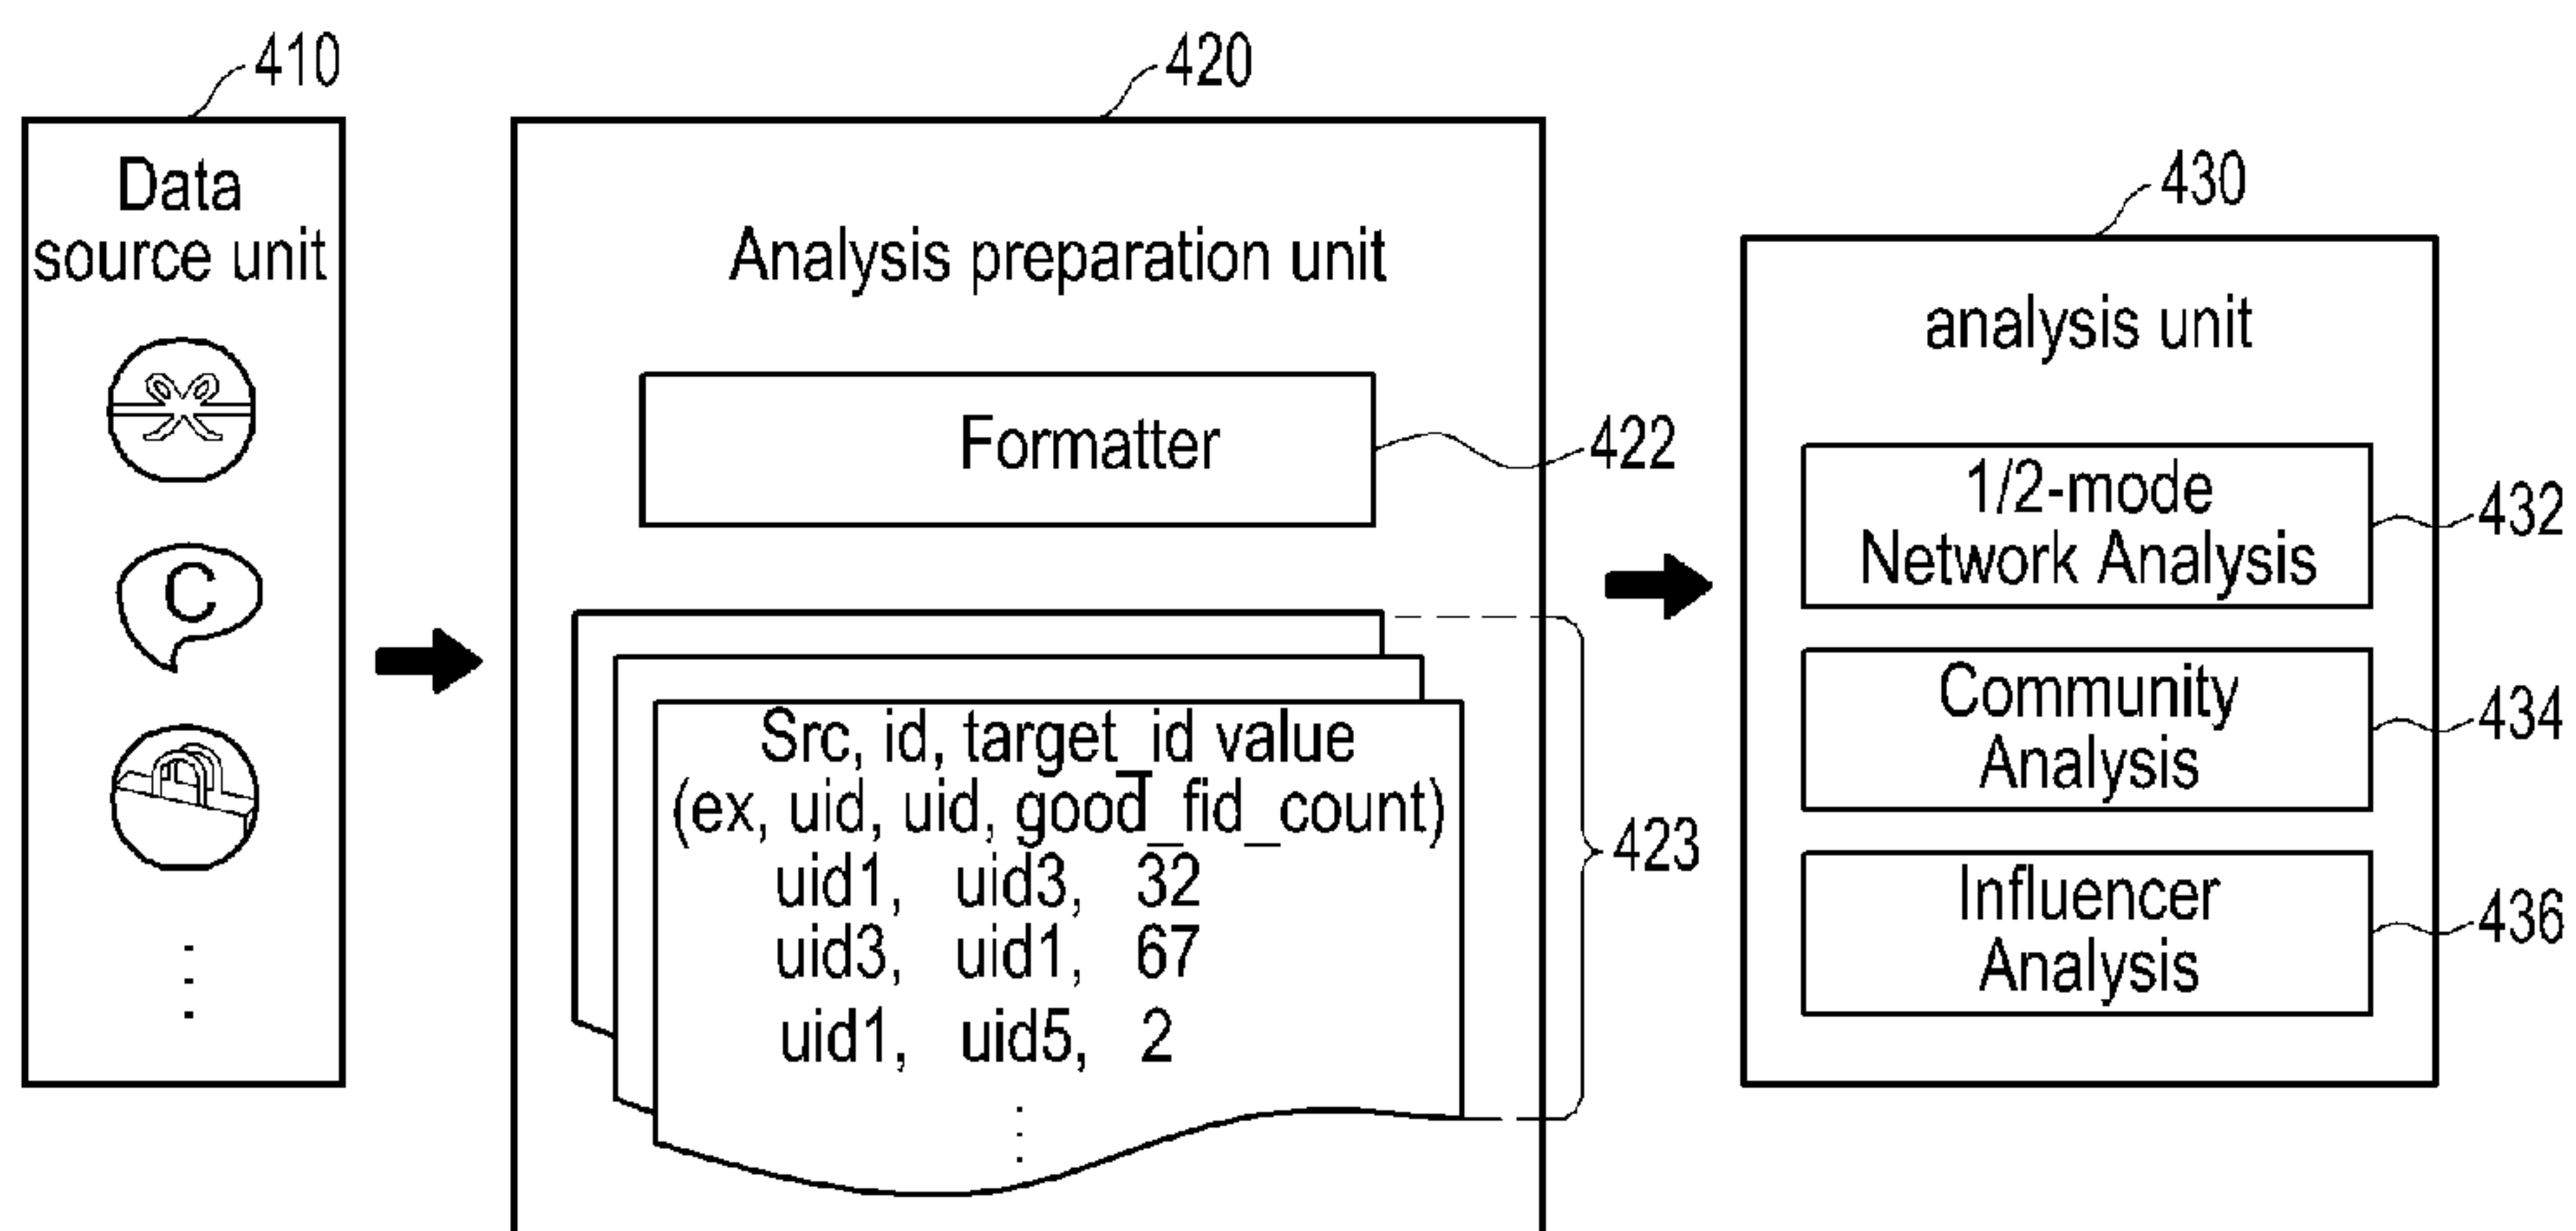 410
Data
source unit
C
420
Analysis preparation unit
Formatter
422
Src, id, target_id value
(ex, uid, uid, good_fid_count)
uid1, uid3, 32
uid3, uid1, 67
uid1, uid5, 2
423
430
analysis unit
1/2-mode
Network Analysis
432
Community
Analysis
434
Influencer
Analysis
436